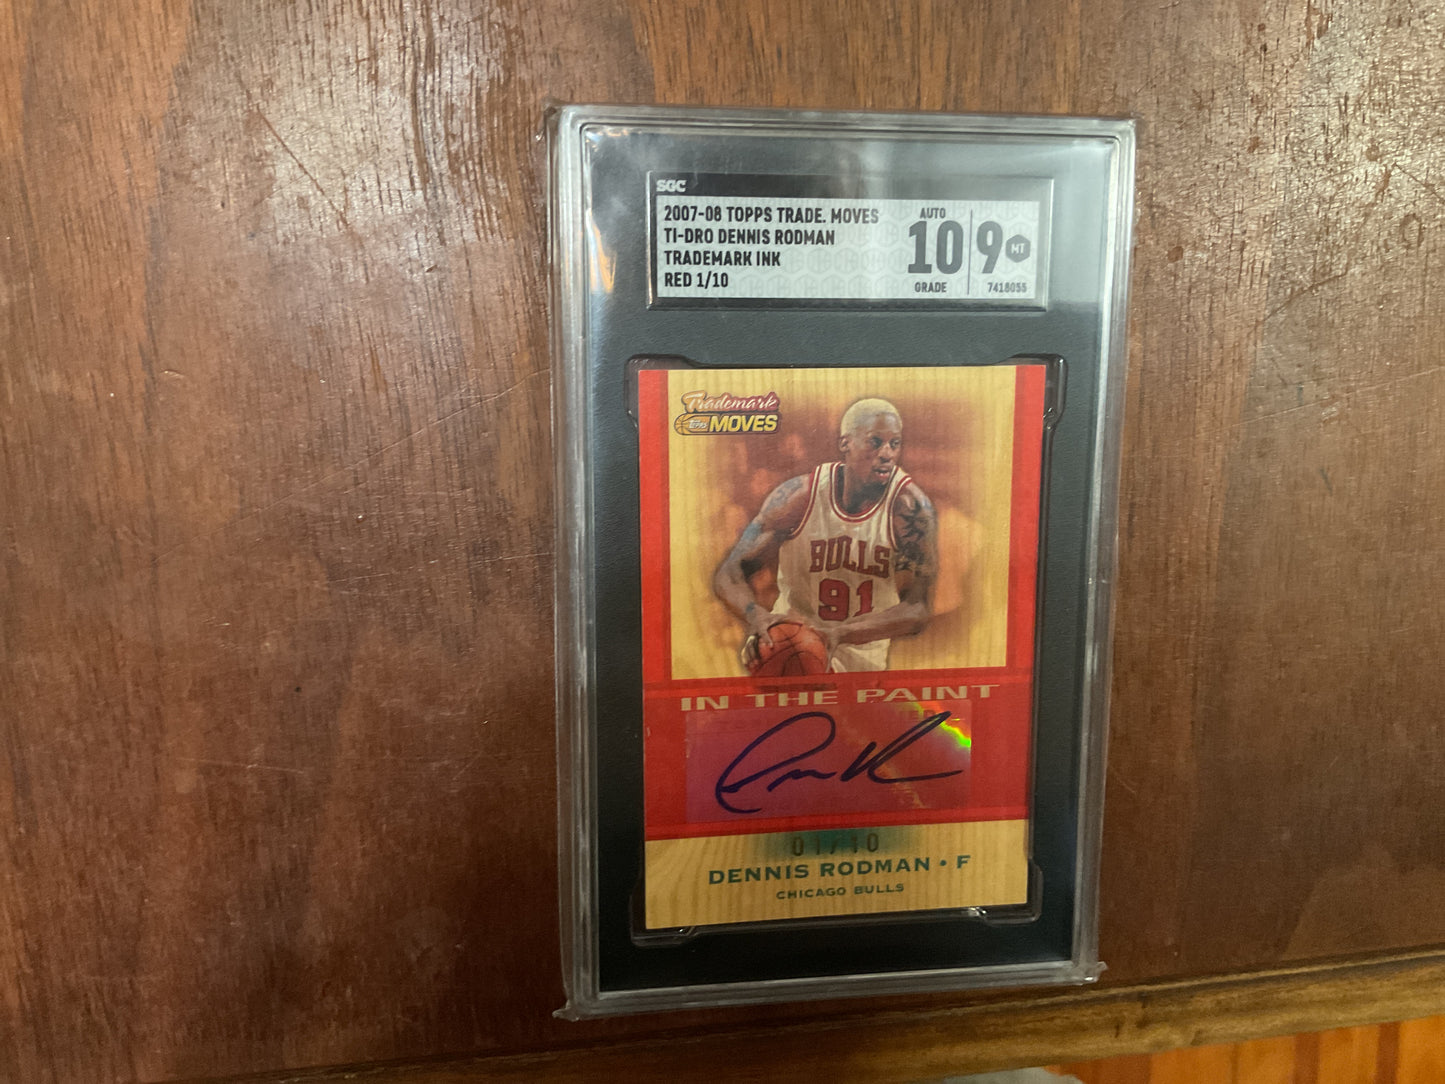 SGC
2007-08 TOPPS TRADE. MOVES
TI-DRO DENNIS RODMAN
TRADEMARK INK
RED 1/10
AUTO
10
GRADE
9
MT
7418055
Trademark
Topps MOVES
BULLS
91
IN THE PAINT
01/10
DENNIS RODMAN • F
CHICAGO BULLS